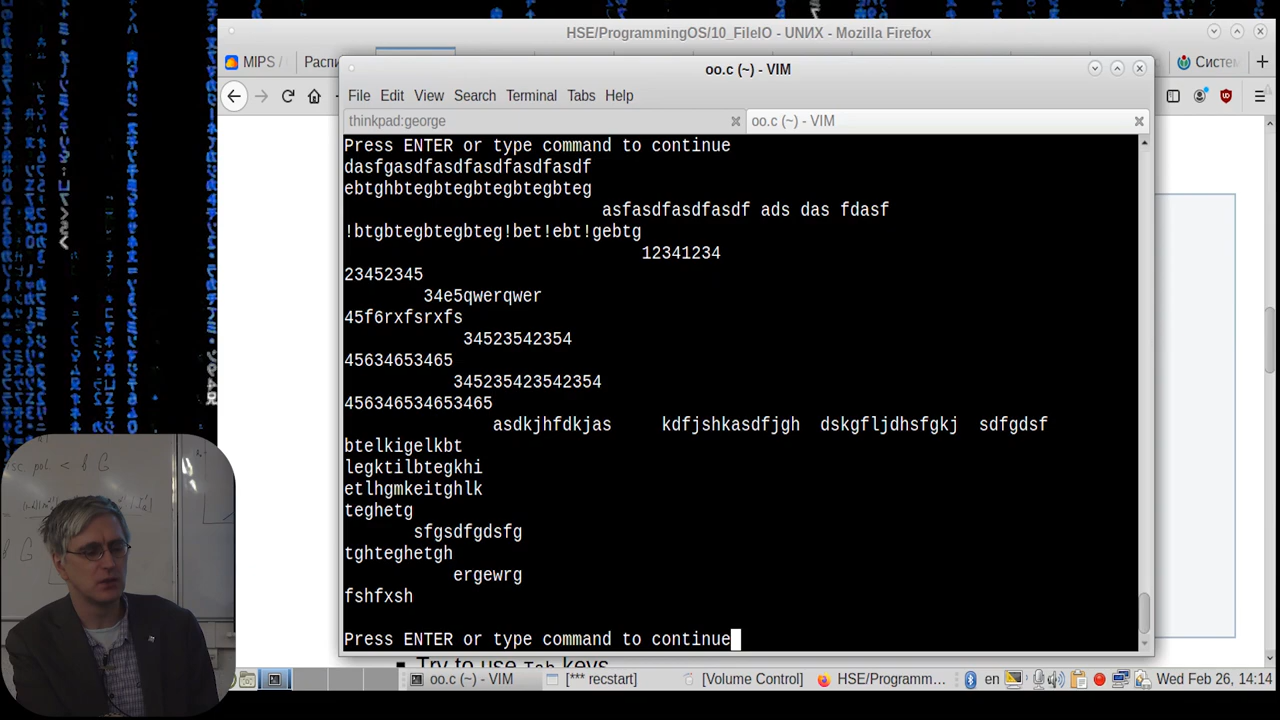 HSE/ProgrammingOS/10_FileIO - UNИX - Mozilla Firefox
MIPS /
Распи
Систем
oo.c (~) - VIM
File Edit View Search Terminal Tabs Help
thinkpad:george
oo.c (~) - VIM
Press ENTER or type command to continue
dasfgasdfasdfasdfasdfasdf
ebtghbtegbtegbtegbtegbteg
asfasdfasdfasdf ads das fdasf
!btgbtegbtegbteg!bet!ebt!gebtg
12341234
23452345
34e5qwerqwer
45f6rxfsrxfs
34523542354
45634653465
345235423542354
456346534653465
asdkjhfdkjas kdfjshkasdfjgh dskgfljdhsfgkj sdfgdsf
btelkigelkbt
legktilbtegkhi
etlhgmkeitghlk
teghetg
sfgsdfgdsfg
tghteghetgh
ergewrg
fshfxsh
Press ENTER or type command to continue
Try to use Tab keys
oo.c (~) - VIM
[*** recstart]
[Volume Control]
HSE/Programm...
en
Wed Feb 26, 14:14